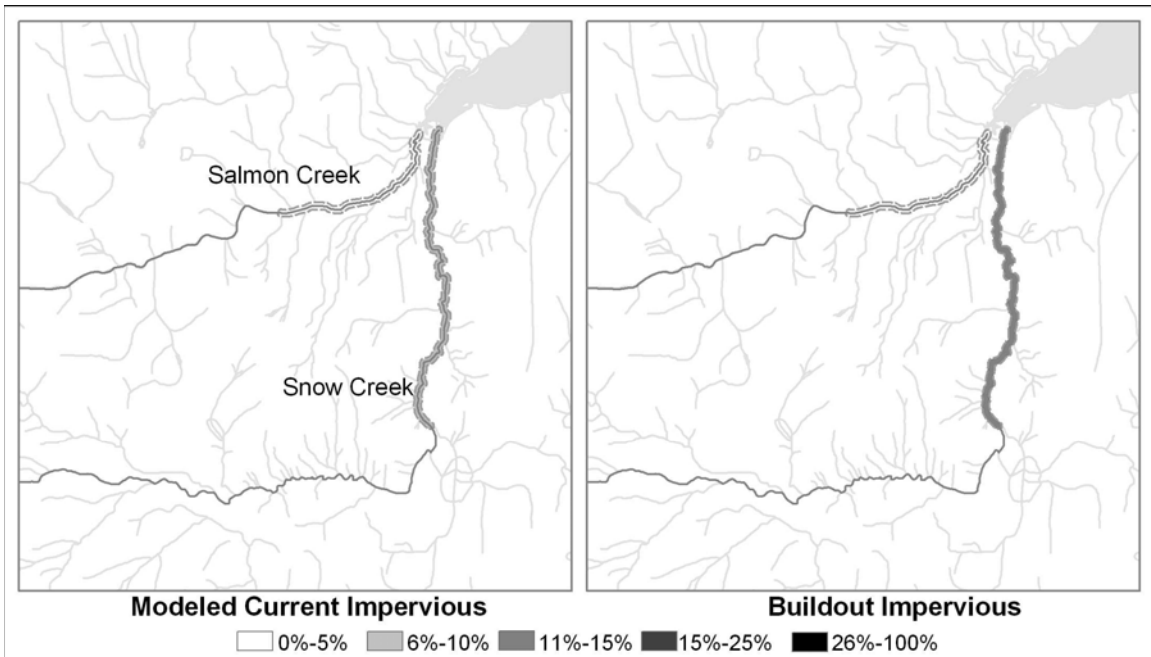 Salmon Creek
Snow Creek
Modeled Current Impervious
Buildout Impervious
0%-5% 6%-10% 11%-15% 15%-25% 26%-100%